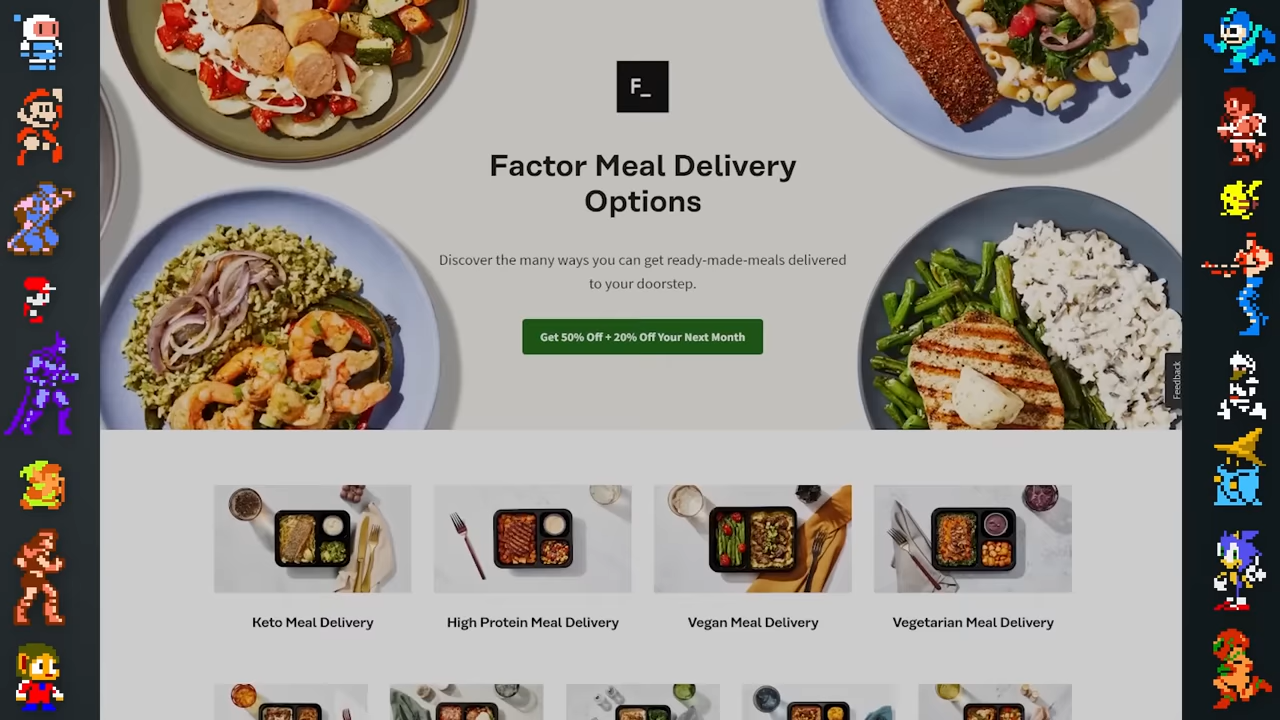 F_
Factor Meal Delivery
Options
Discover the many ways you can get ready-made-meals delivered
to your doorstep.
Get 50% Off + 20% Off Your Next Month
Feedback
Keto Meal Delivery
High Protein Meal Delivery
Vegan Meal Delivery
Vegetarian Meal Delivery